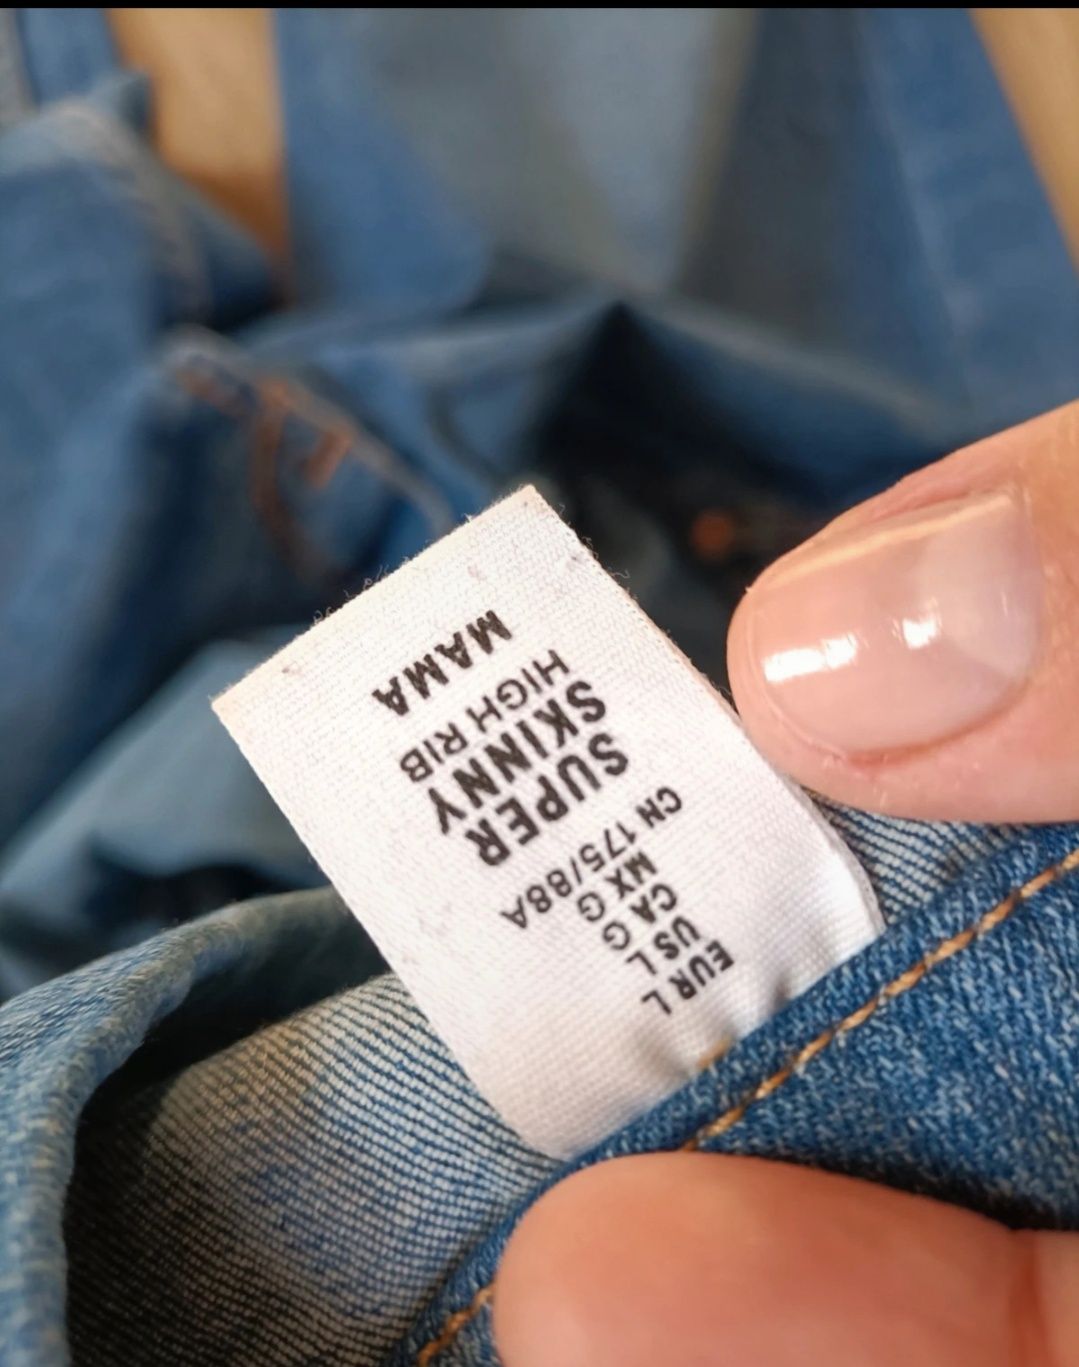 EUR L
US L
CA G
MX G
CN 175/88A
SUPER
SKINNY
HIGH RIB
MAMA